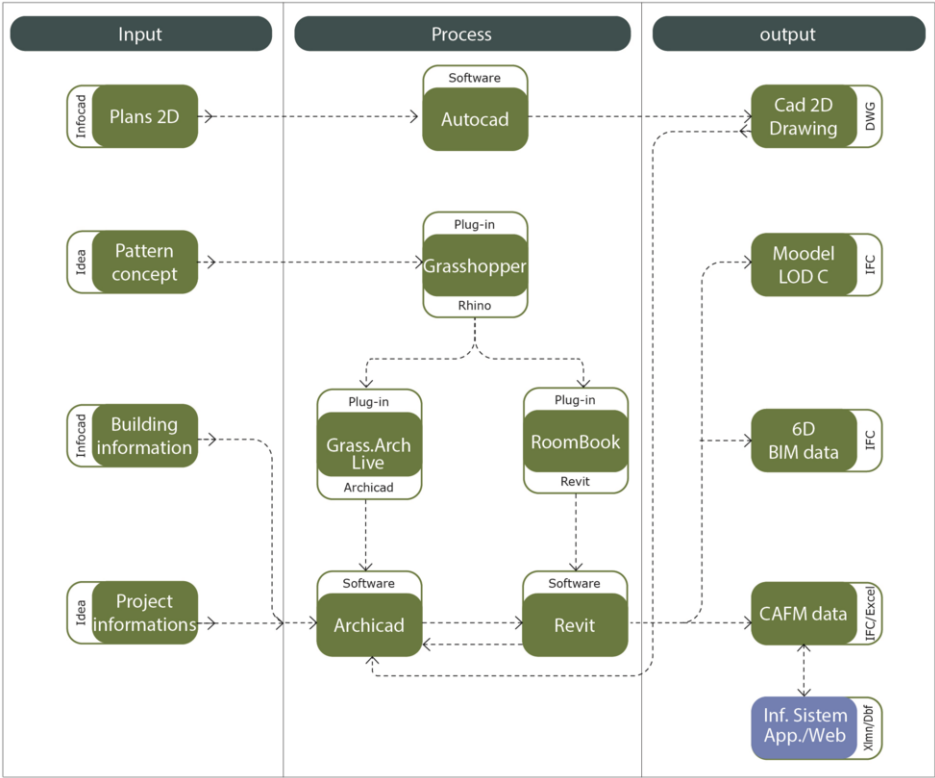 Input
Process
output
Infocad
Plans 2D
Software
Autocad
Cad 2D
Drawing
DWG
Idea
Pattern
concept
Plug-in
Grasshopper
Rhino
Moodel
LOD C
IFC
Infocad
Building
information
Plug-in
Grass.Arch
Live
Archicad
Plug-in
RoomBook
Revit
6D
BIM data
IFC
Idea
Project
informations
Software
Archicad
Software
Revit
CAFM data
IFC/Excel
Inf. Sistem
App./Web
Xlmn/Dbf